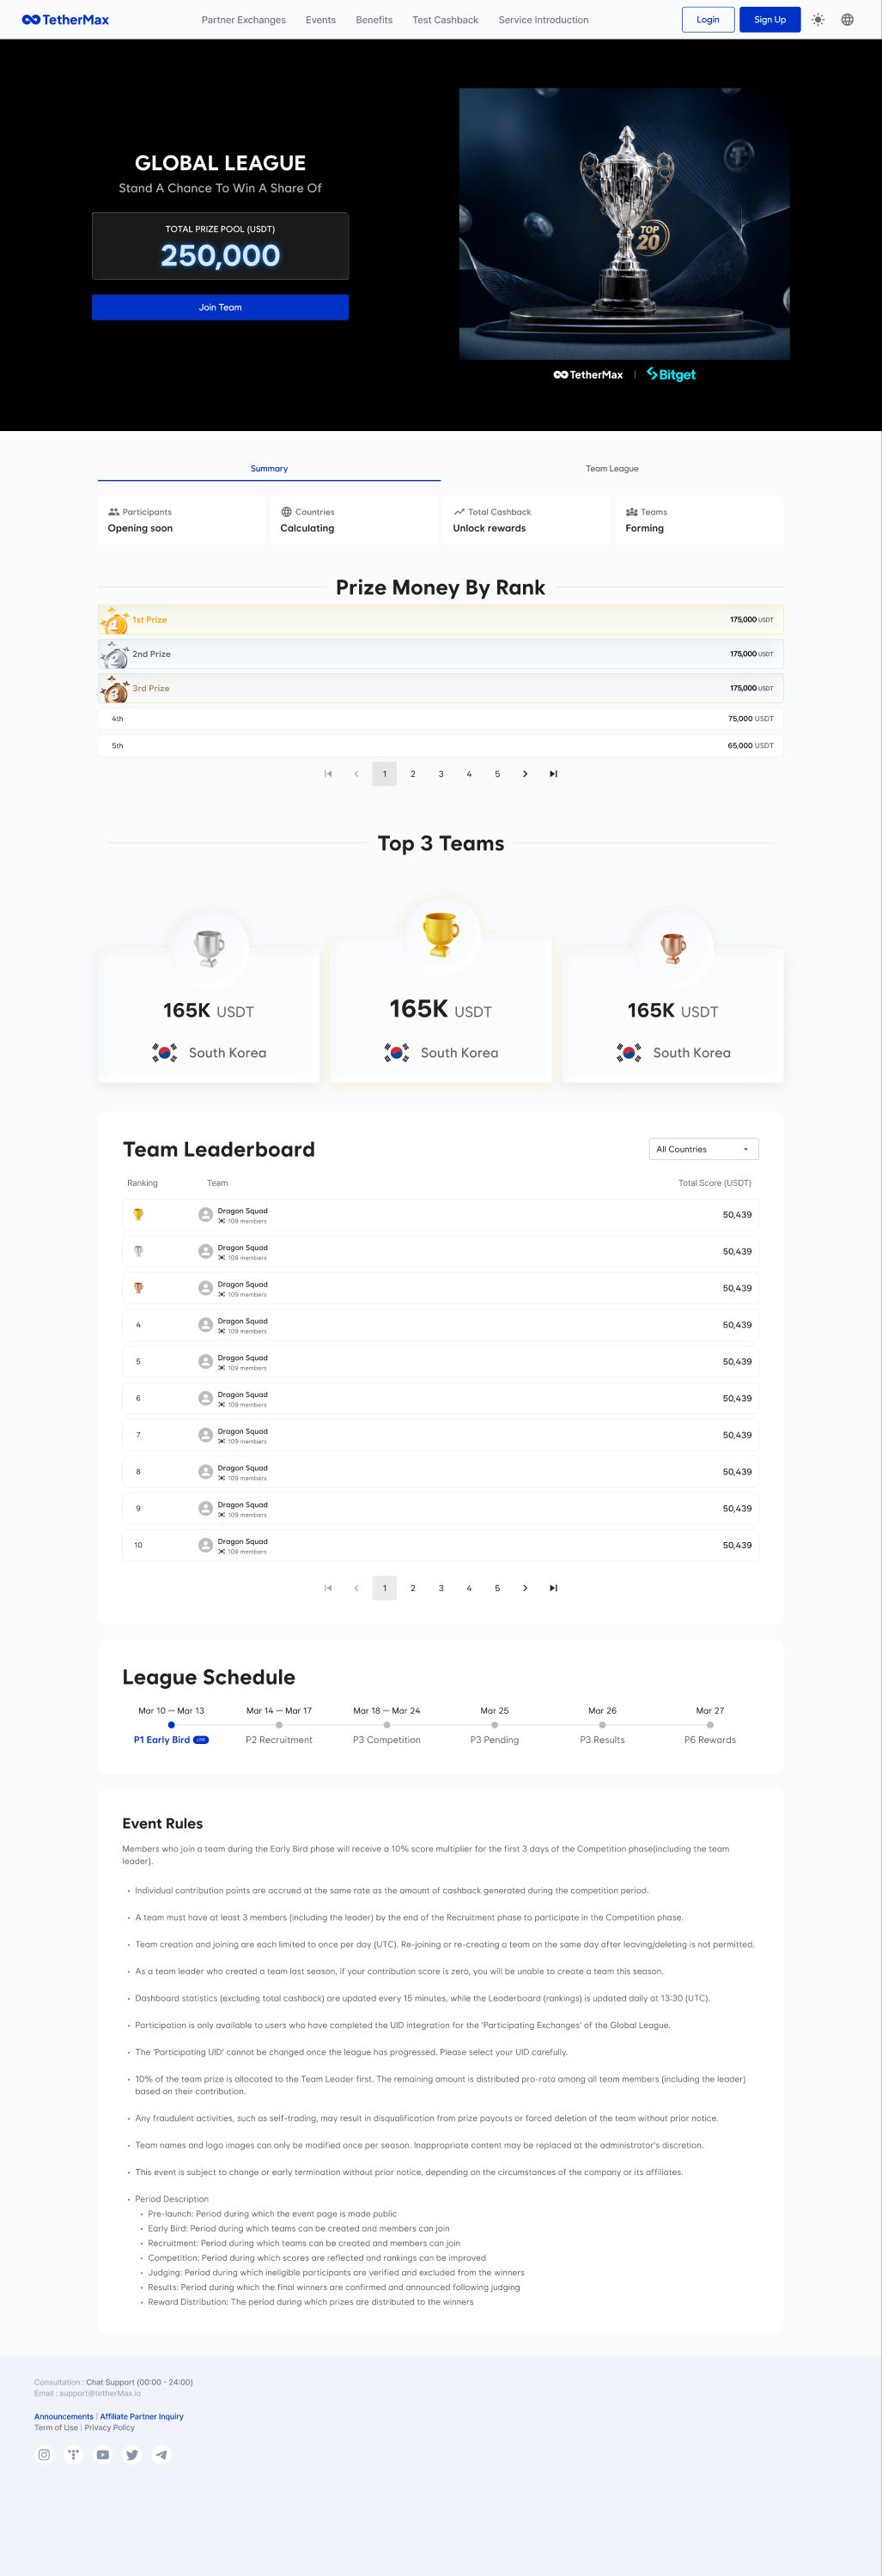 TetherMax
Partner Exchanges
Events
Benefits
Test Cashback
Service Introduction
Login
Sign Up
GLOBAL LEAGUE
Stand A Chance To Win A Share Of
TOTAL PRIZE POOL (USDT)
250,000
Join Team
TOP
20
TetherMax | Bitget
Summary
Team League
Participants
Opening soon
Countries
Calculating
Total Cashback
Unlock rewards
Teams
Forming
Prize Money By Rank
1st Prize
175,000 USDT
2nd Prize
175,000 USDT
3rd Prize
175,000 USDT
4th
75,000 USDT
5th
65,000 USDT
1 2 3 4 5
Top 3 Teams
165K USDT
South Korea
165K USDT
South Korea
165K USDT
South Korea
Team Leaderboard
All Countries
Ranking
Team
Total Score (USDT)
Dragon Squad
109 members
50,439
Dragon Squad
109 members
50,439
Dragon Squad
109 members
50,439
4
Dragon Squad
109 members
50,439
5
Dragon Squad
109 members
50,439
6
Dragon Squad
109 members
50,439
7
Dragon Squad
109 members
50,439
8
Dragon Squad
109 members
50,439
9
Dragon Squad
109 members
50,439
10
Dragon Squad
109 members
50,439
1 2 3 4 5
League Schedule
Mar 10 — Mar 13
Mar 14 — Mar 17
Mar 18 — Mar 24
Mar 25
Mar 26
Mar 27
P1 Early Bird LIVE
P2 Recruitment
P3 Competition
P3 Pending
P3 Results
P6 Rewards
Event Rules
Members who join a team during the Early Bird phase will receive a 10% score multiplier for the first 3 days of the Competition phase(including the team
leader).
• Individual contribution points are accrued at the same rate as the amount of cashback generated during the competition period.
• A team must have at least 3 members (including the leader) by the end of the Recruitment phase to participate in the Competition phase.
• Team creation and joining are each limited to once per day (UTC). Re-joining or re-creating a team on the same day after leaving/deleting is not permitted.
• As a team leader who created a team last season, if your contribution score is zero, you will be unable to create a team this season.
• Dashboard statistics (excluding total cashback) are updated every 15 minutes, while the Leaderboard (rankings) is updated daily at 13:30 (UTC).
• Participation is only available to users who have completed the UID integration for the 'Participating Exchanges' of the Global League.
• The 'Participating UID' cannot be changed once the league has progressed. Please select your UID carefully.
• 10% of the team prize is allocated to the Team Leader first. The remaining amount is distributed pro-rata among all team members (including the leader)
based on their contribution.
• Any fraudulent activities, such as self-trading, may result in disqualification from prize payouts or forced deletion of the team without prior notice.
• Team names and logo images can only be modified once per season. Inappropriate content may be replaced at the administrator's discretion.
• This event is subject to change or early termination without prior notice, depending on the circumstances of the company or its affiliates.
• Period Description
• Pre-launch: Period during which the event page is made public
• Early Bird: Period during which teams can be created and members can join
• Recruitment: Period during which teams can be created and members can join
• Competition: Period during which scores are reflected and rankings can be improved
• Judging: Period during which ineligible participants are verified and excluded from the winners
• Results: Period during which the final winners are confirmed and announced following judging
• Reward Distribution: The period during which prizes are distributed to the winners
Consultation : Chat Support (00:00 - 24:00)
Email : support@tetherMax.io
Announcements | Affiliate Partner Inquiry
Term of Use | Privacy Policy